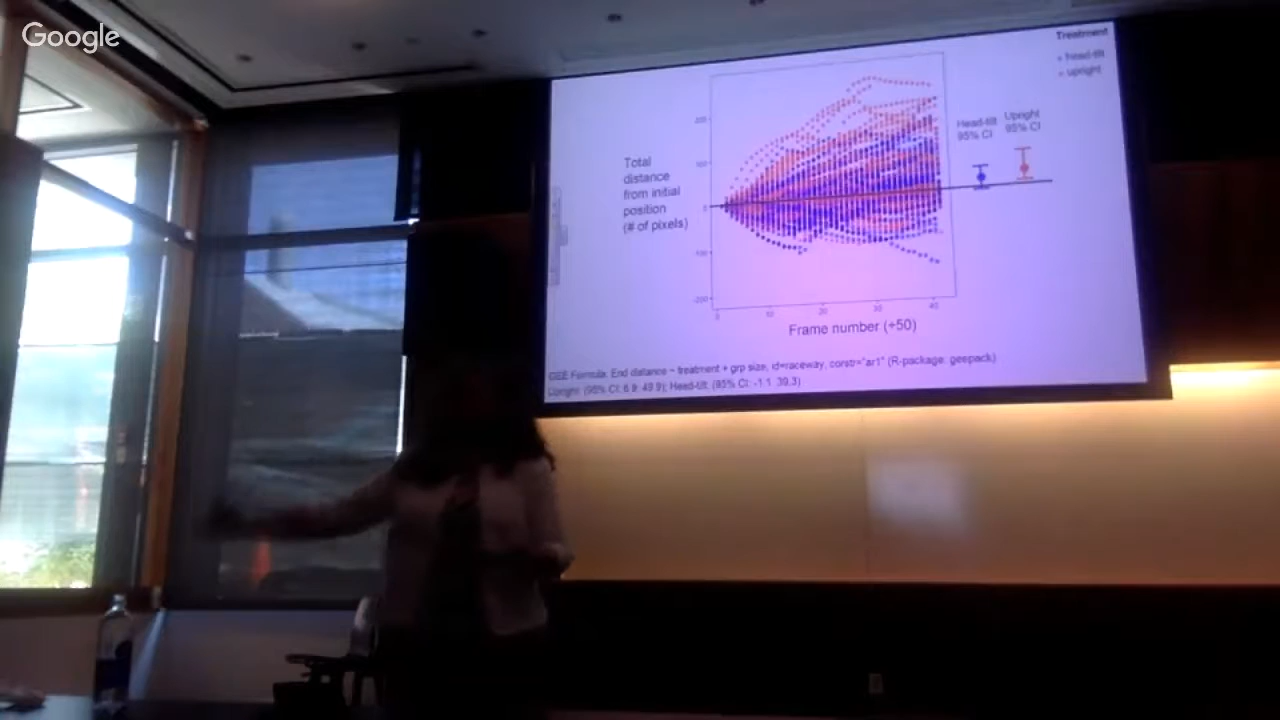 Google
Treatment
head-tilt
upright
Head-tilt
95% CI
Upright
95% CI
Total
distance
from initial
position
(# of pixels)
200
100
0
-200
0
10
20
30
40
Frame number (÷50)
GEE Formula: End distance ~ treatment + grp size, id=raceway, constr="ar1" (R-package: geepack)
Upright: (95% CI: 6.9, 49.9); Head-tilt: (95% CI: -1.1, 39.3)